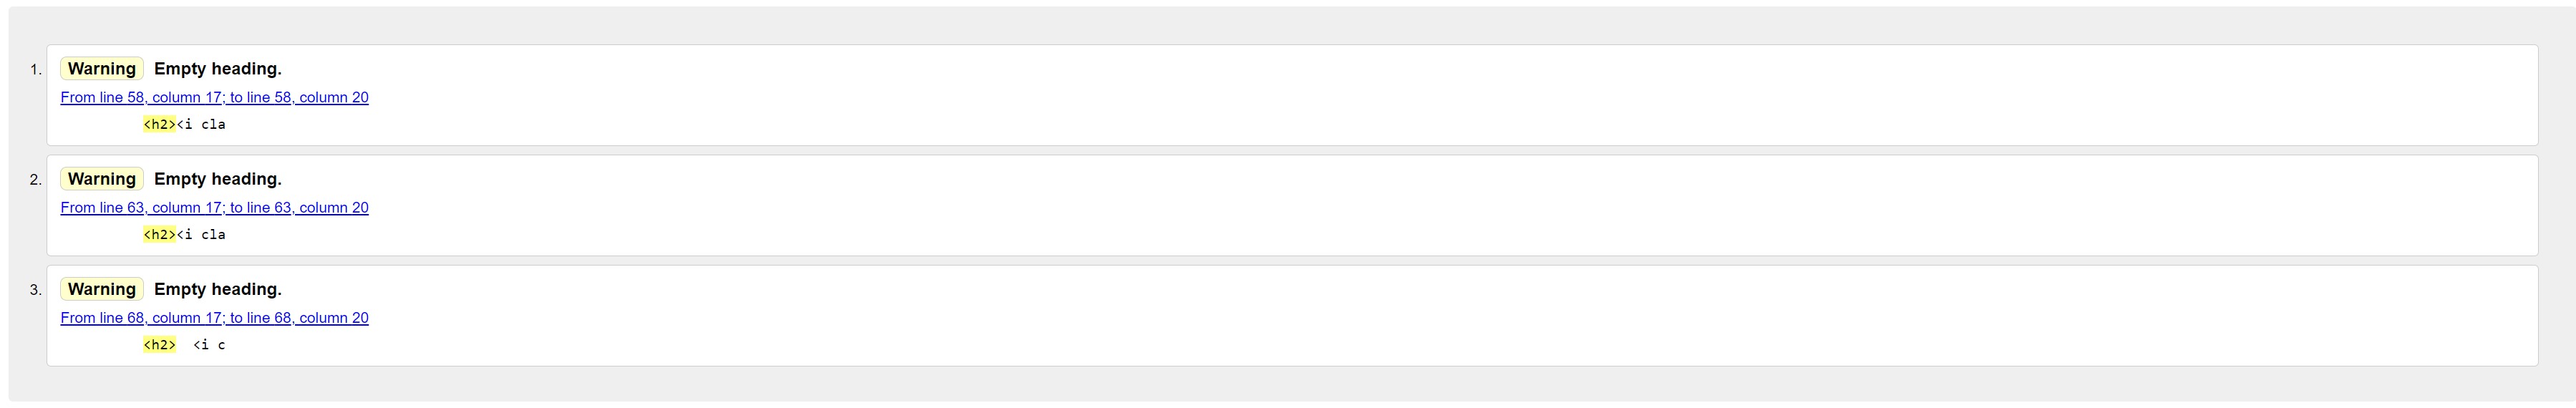 1. Warning Empty heading.
From line 58, column 17; to line 58, column 20
<h2><i cla
2. Warning Empty heading.
From line 63, column 17; to line 63, column 20
<h2><i cla
3. Warning Empty heading.
From line 68, column 17; to line 68, column 20
<h2>  <i c